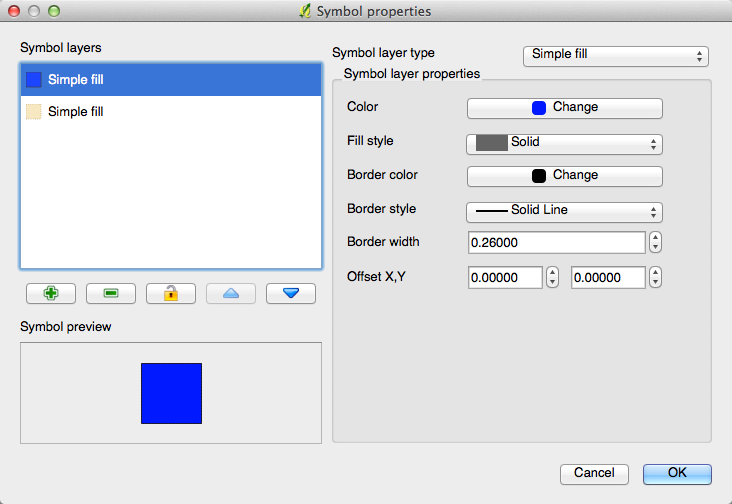 Symbol properties
Symbol layers
Simple fill
Simple fill
Symbol preview
Symbol layer type
Simple fill
Symbol layer properties
Color
Change
Fill style
Solid
Border color
Change
Border style
Solid Line
Border width
0.26000
Offset X,Y
0.00000
0.00000
Cancel
OK